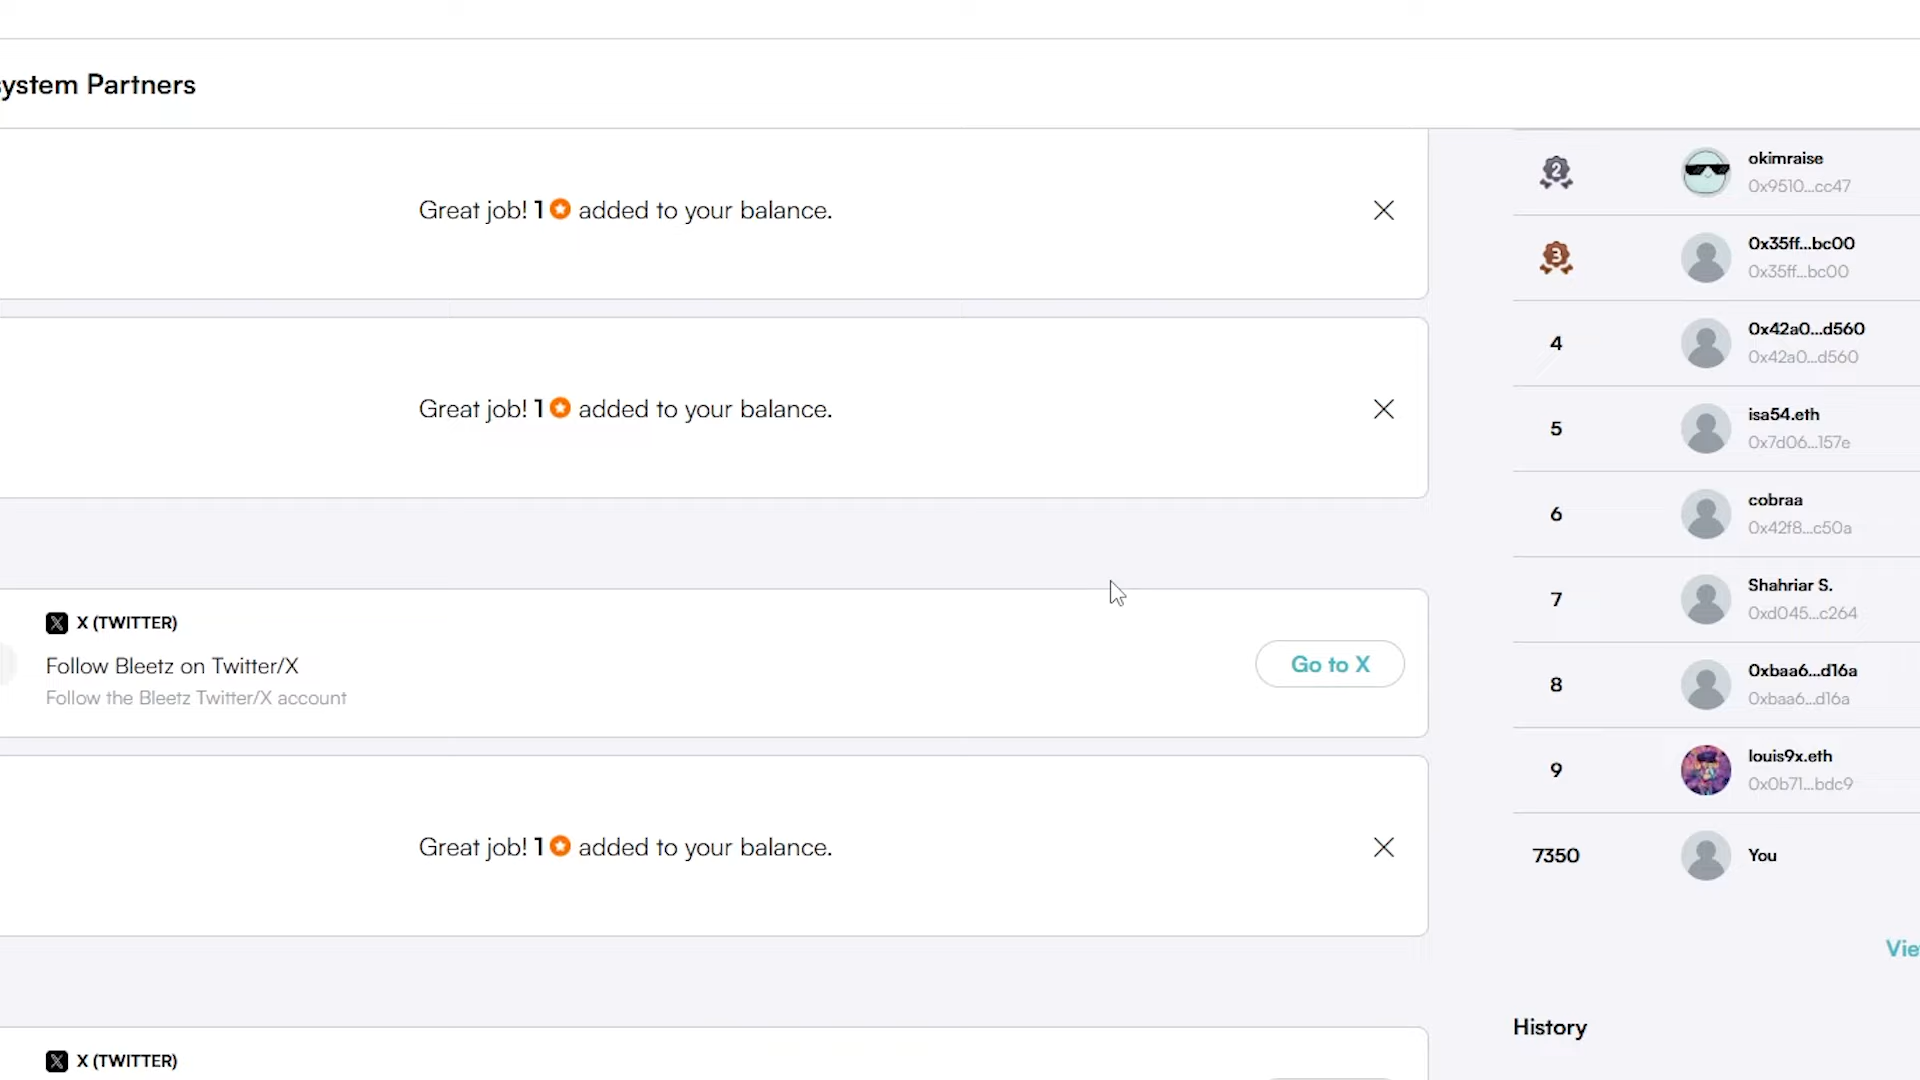 Partners
Great job! 1 added to your balance.
Great job! 1 added to your balance.
X (TWITTER)
Follow Bleetz on Twitter/X
Follow the Bleetz Twitter/X account
Go to X
Great job! 1 added to your balance.
X (TWITTER)
2
okimraise
0x9510...cc47
3
0x35ff...bc00
0x35ff...bc00
4
0x42a0...d560
0x42a0...d560
5
isa54.eth
0x7d06...157e
6
cobraa
0x42f8...c50a
7
Shahriar S.
0xd045...c264
8
0xbaa6...d16a
0xbaa6...d16a
9
louis9x.eth
0x0b71...bdc9
7350
You
History